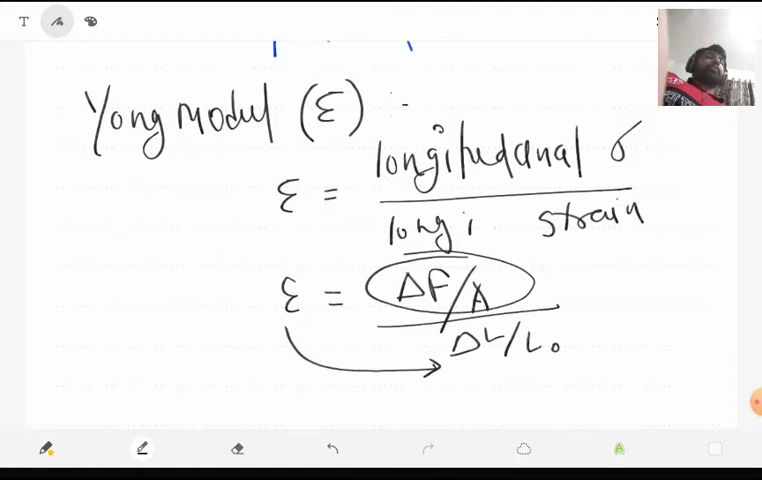 Yong modul (ε) :-
ε = longitudanal σ / longi strain
ε = ΔF/A / ΔL/L₀